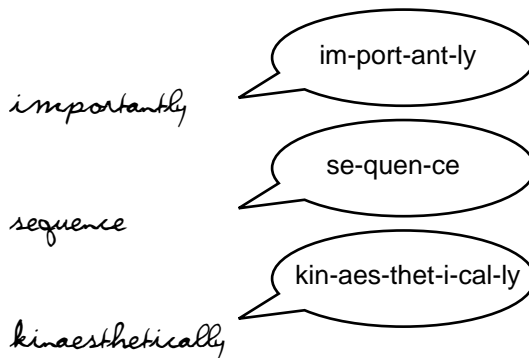 im-port-ant-ly
importantly
se-quen-ce
sequence
kin-aes-thet-i-cal-ly
kinaesthetically